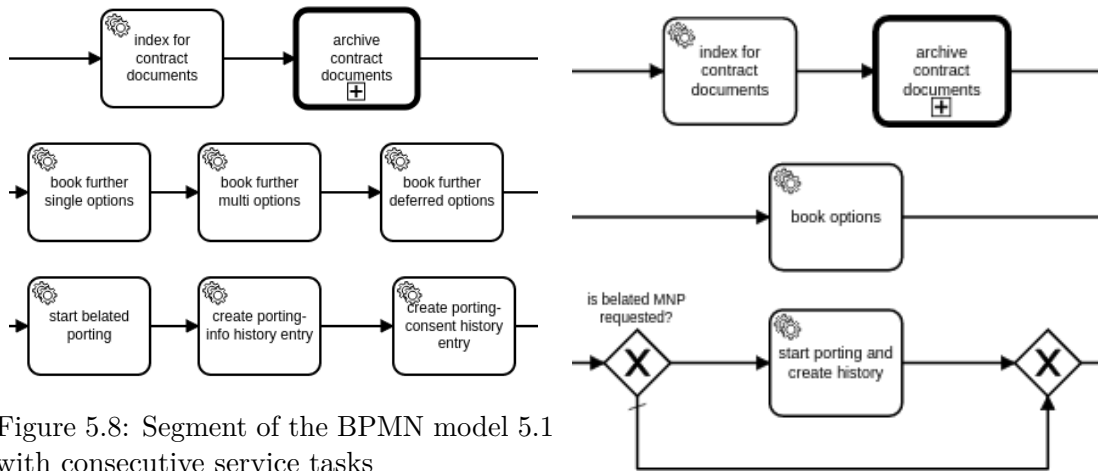 index for
contract
documents
archive
contract
documents
book further
single options
book further
multi options
book further
deferred options
start belated
porting
create porting-
info history entry
create porting-
consent history
entry
Figure 5.8: Segment of the BPMN model 5.1
with consecutive service tasks
index for
contract
documents
archive
contract
documents
book options
is belated MNP
requested?
X
start porting and
create history
X